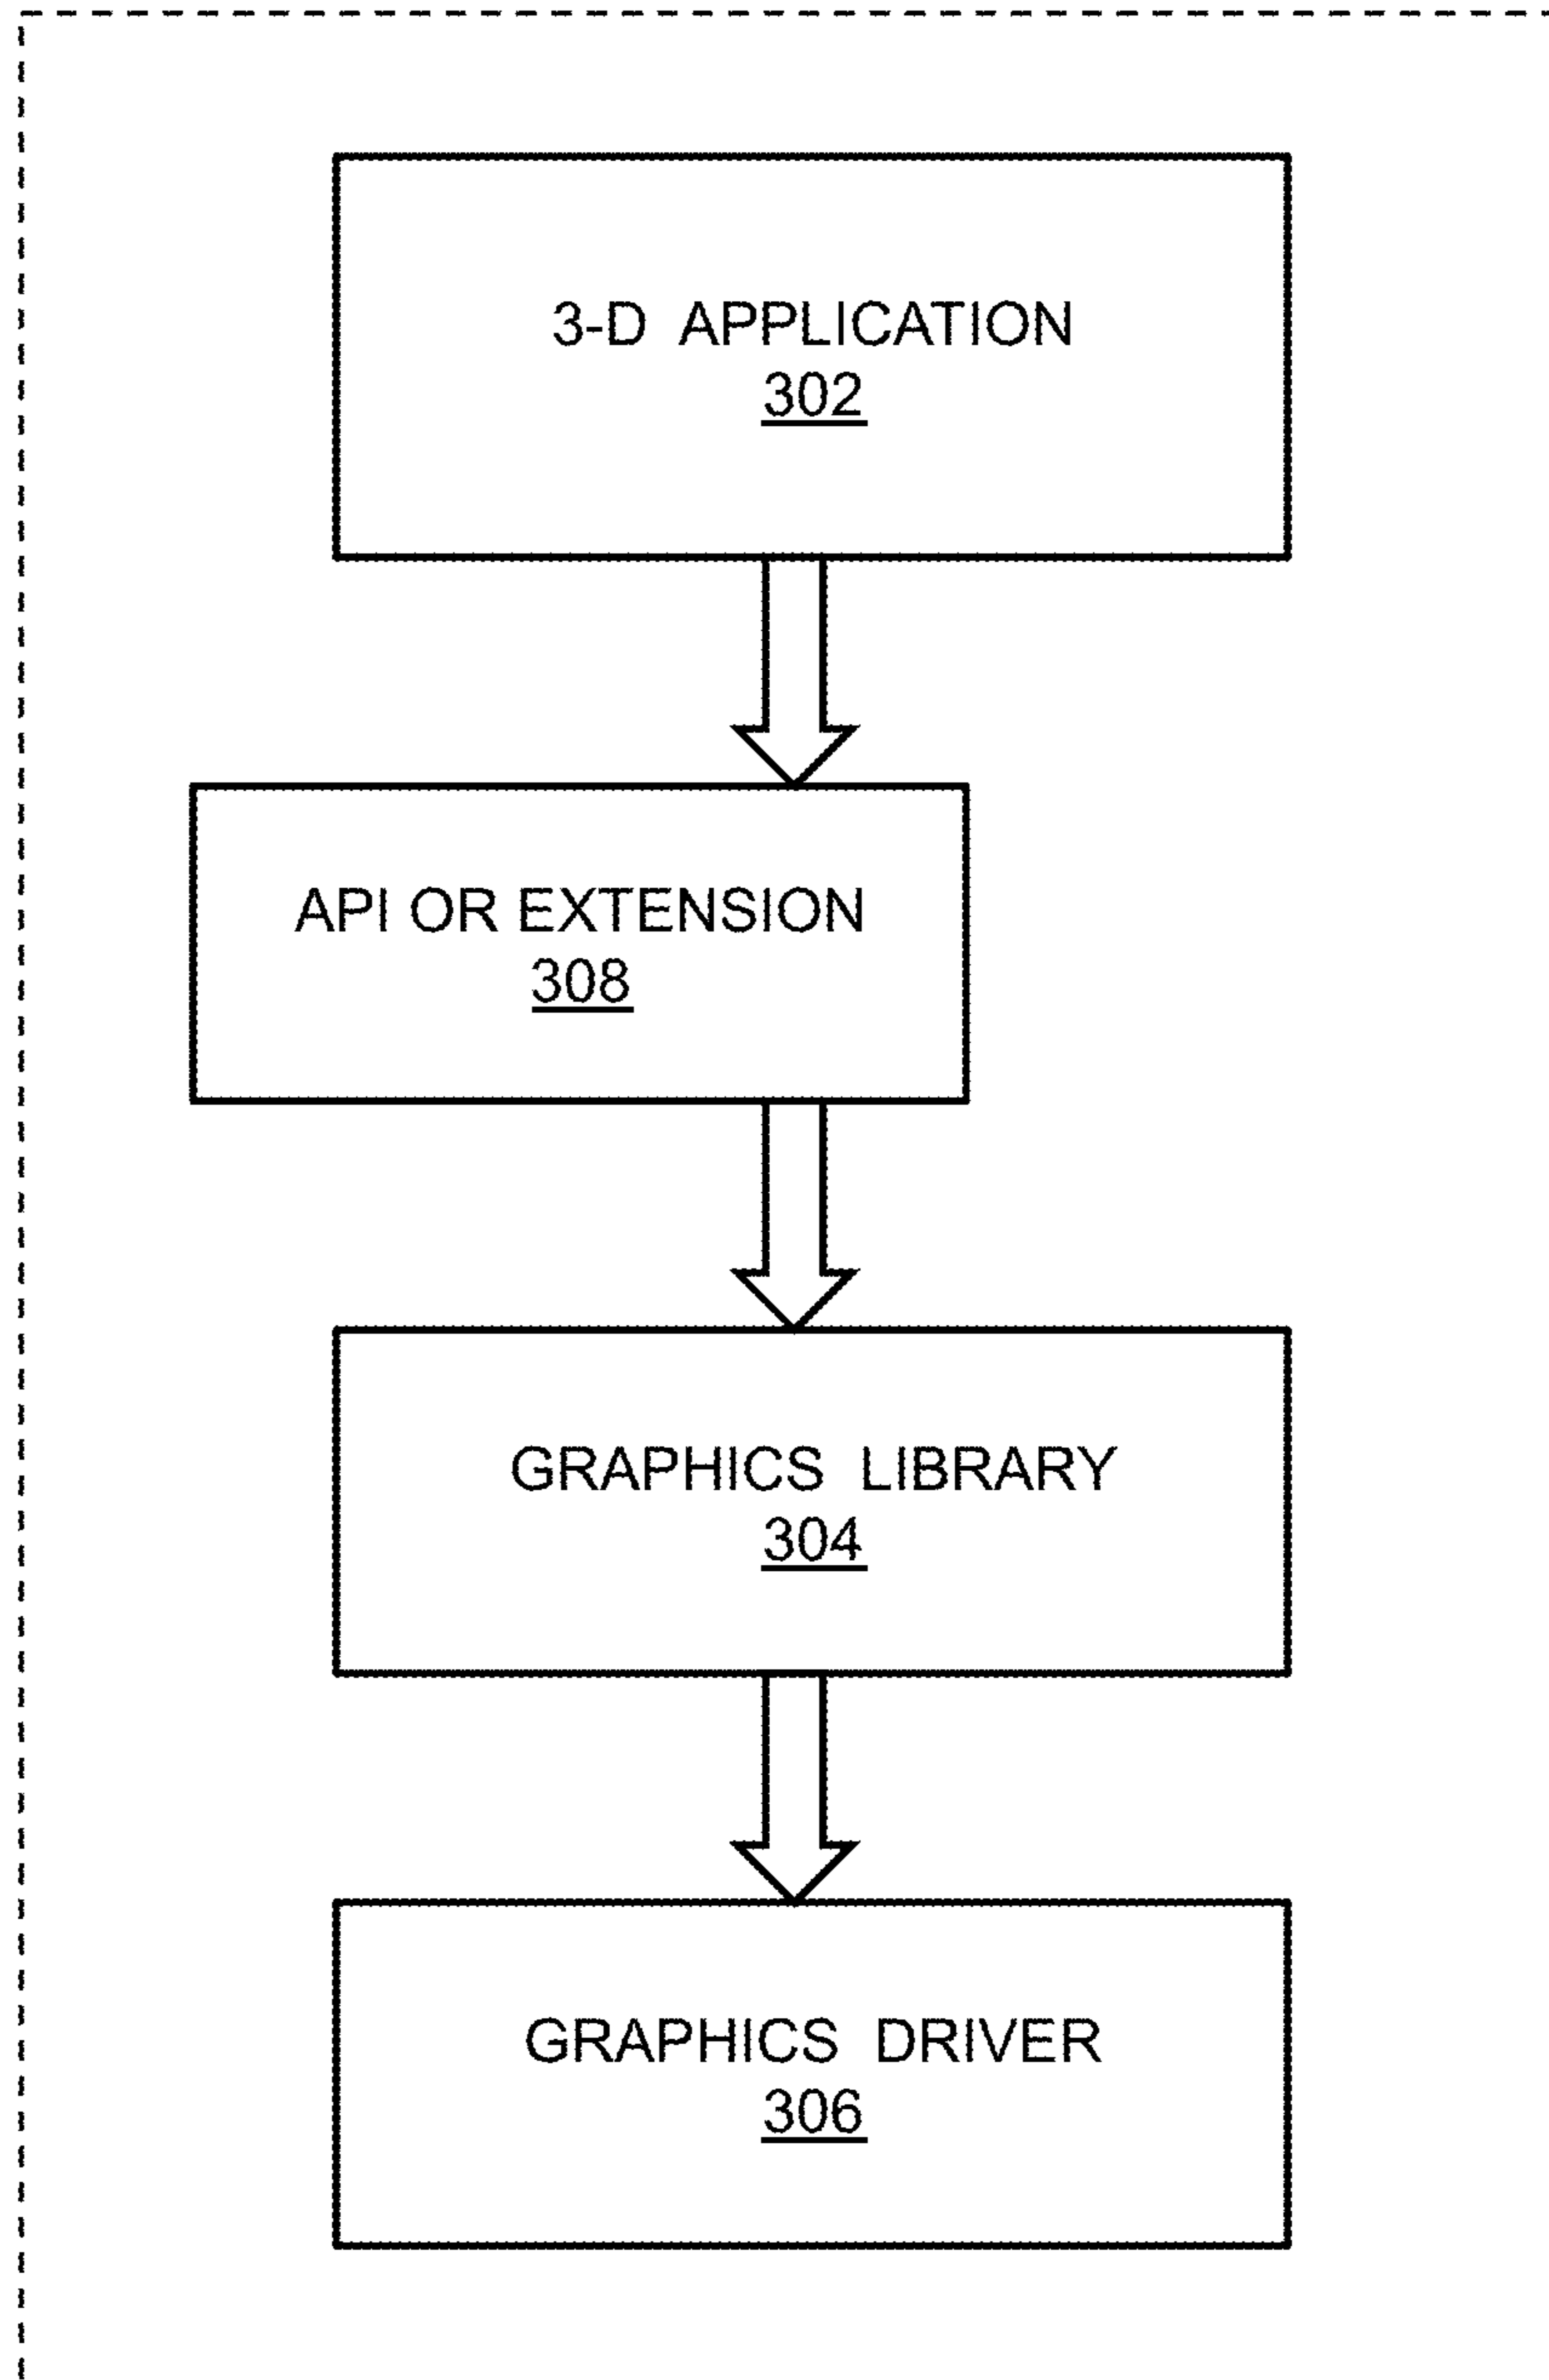 3-D APPLICATION
302
API OR EXTENSION
308
GRAPHICS LIBRARY
304
GRAPHICS DRIVER
306